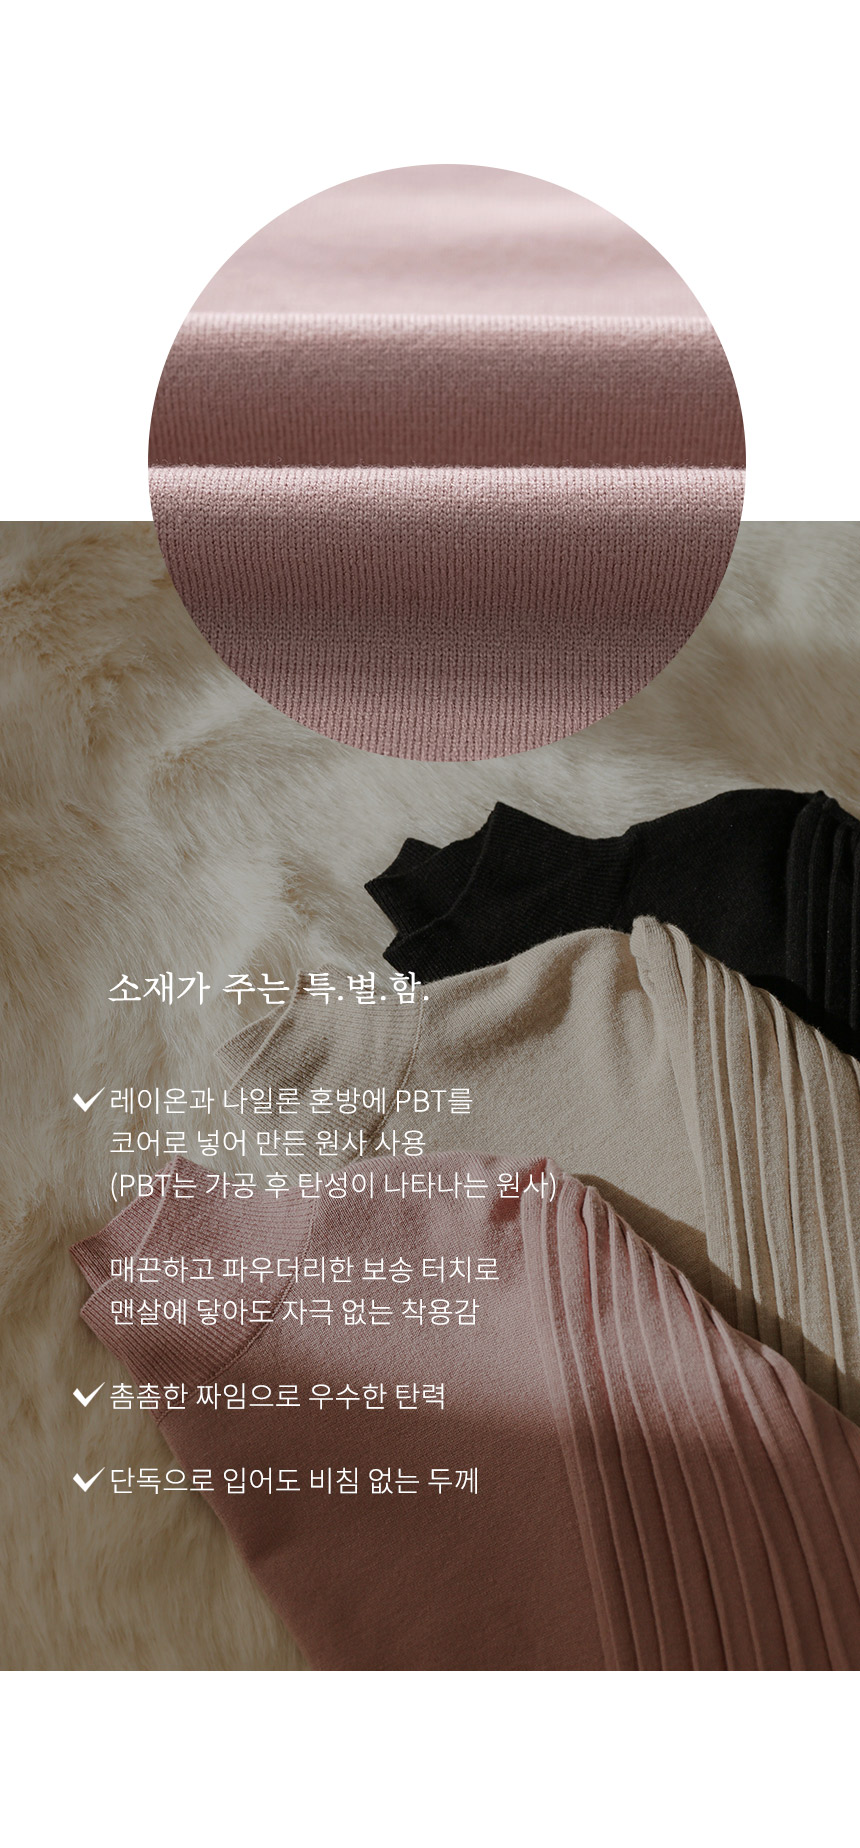 소재가 주는 특.별.함.
레이온과 나일론 혼방에 PBT를
코어로 넣어 만든 원사 사용
(PBT는 가공 후 탄성이 나타나는 원사)
매끈하고 파우더리한 보송 터치로
맨살에 닿아도 자극 없는 착용감
촘촘한 짜임으로 우수한 탄력
단독으로 입어도 비침 없는 두께